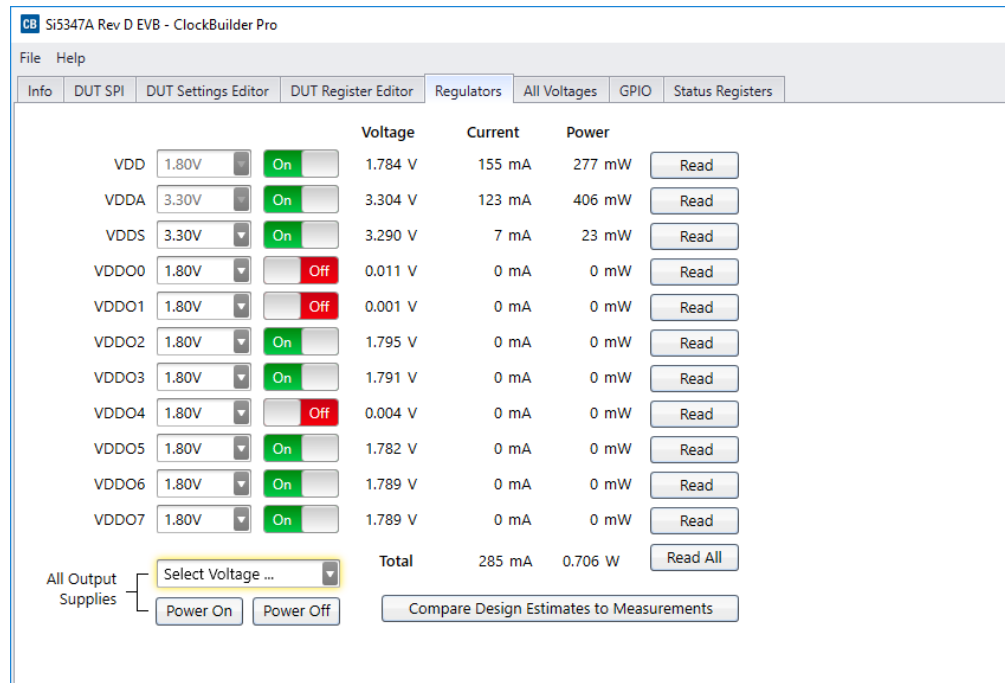 CB Si5347A Rev D EVB - ClockBuilder Pro
File Help
Info DUT SPI DUT Settings Editor DUT Register Editor Regulators All Voltages GPIO Status Registers
Voltage Current Power
VDD 1.80V On 1.784 V 155 mA 277 mW Read
VDDA 3.30V On 3.304 V 123 mA 406 mW Read
VDDS 3.30V On 3.290 V 7 mA 23 mW Read
VDDO0 1.80V Off 0.011 V 0 mA 0 mW Read
VDDO1 1.80V Off 0.001 V 0 mA 0 mW Read
VDDO2 1.80V On 1.795 V 0 mA 0 mW Read
VDDO3 1.80V On 1.791 V 0 mA 0 mW Read
VDDO4 1.80V Off 0.004 V 0 mA 0 mW Read
VDDO5 1.80V On 1.782 V 0 mA 0 mW Read
VDDO6 1.80V On 1.789 V 0 mA 0 mW Read
VDDO7 1.80V On 1.789 V 0 mA 0 mW Read
Total 285 mA 0.706 W Read All
All Output Supplies
Select Voltage ...
Power On Power Off
Compare Design Estimates to Measurements